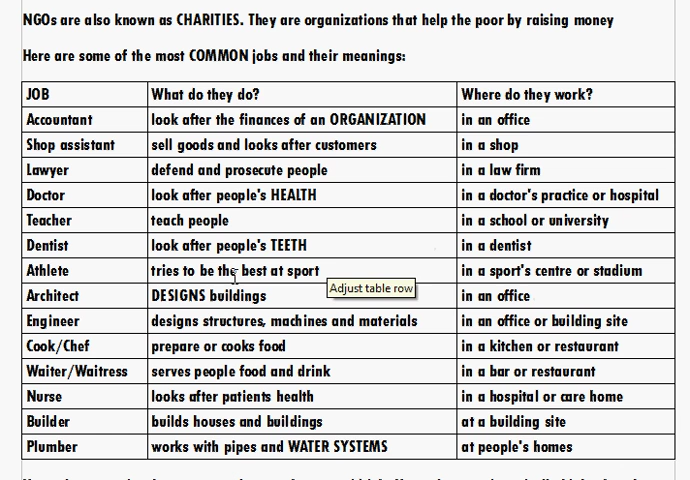 NGOs are also known as CHARITIES. They are organizations that help the poor by raising money
Here are some of the most COMMON jobs and their meanings:
JOB What do they do? Where do they work?
Accountant look after the finances of an ORGANIZATION in an office
Shop assistant sell goods and looks after customers in a shop
Lawyer defend and prosecute people in a law firm
Doctor look after people's HEALTH in a doctor's practice or hospital
Teacher teach people in a school or university
Dentist look after people's TEETH in a dentist
Athlete tries to be the best at sport in a sport's centre or stadium
Adjust table row
Architect DESIGNS buildings in an office
Engineer designs structures, machines and materials in an office or building site
Cook/Chef prepare or cooks food in a kitchen or restaurant
Waiter/Waitress serves people food and drink in a bar or restaurant
Nurse looks after patients health in a hospital or care home
Builder builds houses and buildings at a building site
Plumber works with pipes and WATER SYSTEMS at people's homes